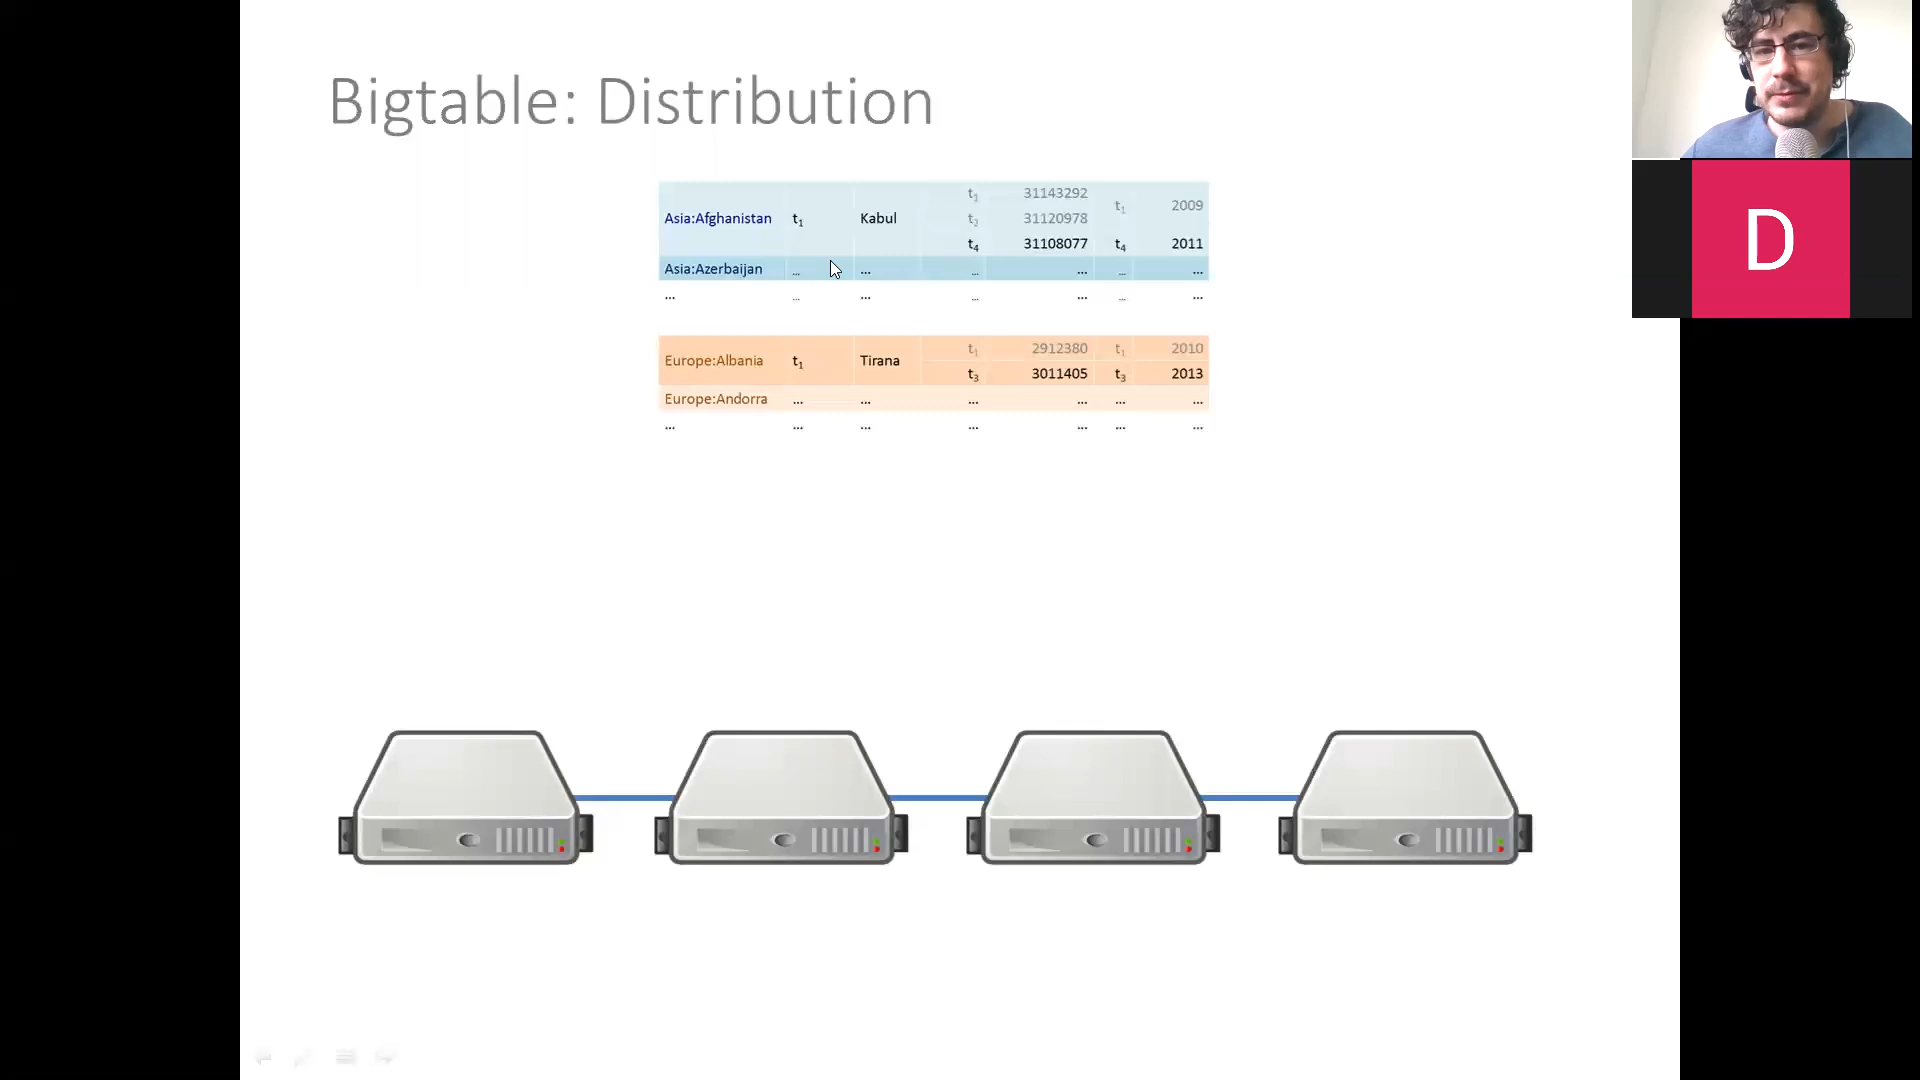 Bigtable: Distribution
t1 31143292
t1 2009
Asia:Afghanistan t1 Kabul t2 31120978
t4 31108077 t4 2011
Asia:Azerbaijan ... ... ... ... ... ...
... ... ... ... ... ... ...
t1 2912380 t1 2010
Europe:Albania t1 Tirana
t3 3011405 t3 2013
Europe:Andorra ... ... ... ... ... ...
... ... ... ... ... ... ...
D